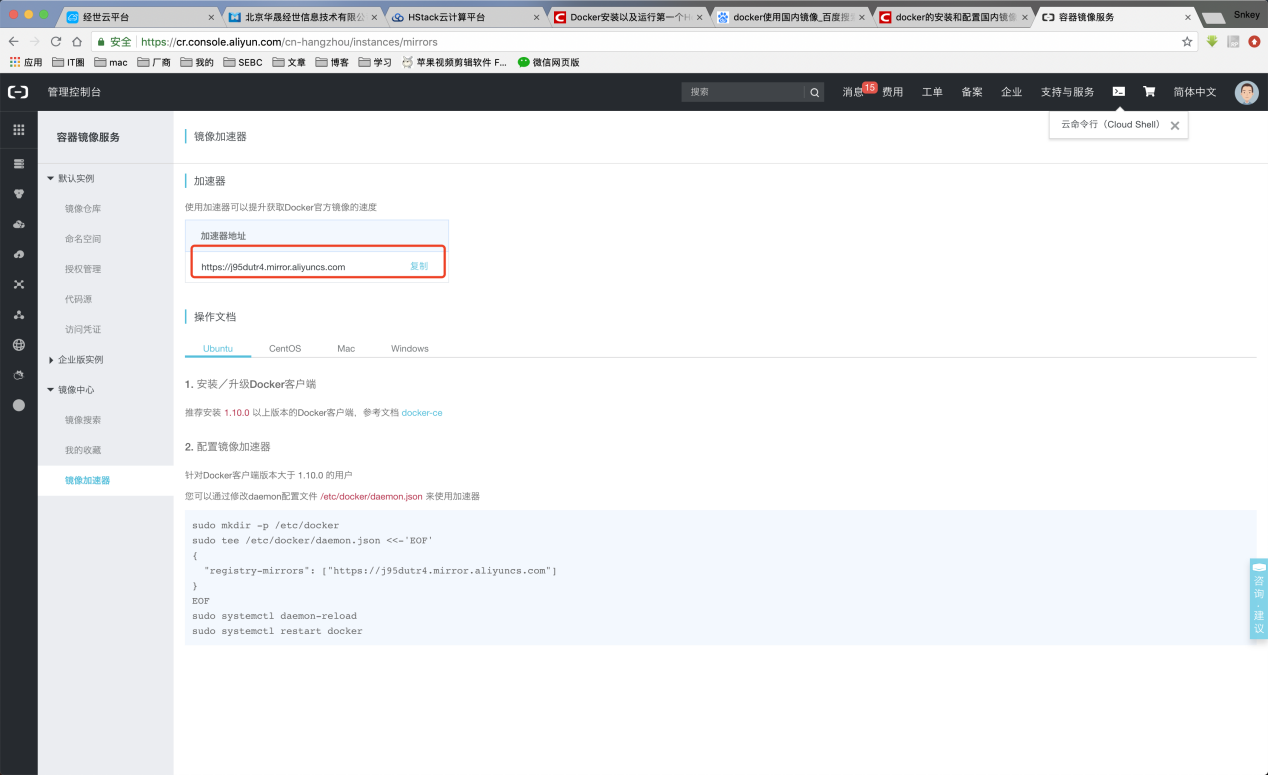 经世云平台
北京华晟经世信息技术有限公
HStack云计算平台
Docker安装以及运行第一个H
docker使用国内镜像_百度搜
docker的安装和配置国内镜像
容器镜像服务
Snkey
安全 https://cr.console.aliyun.com/cn-hangzhou/instances/mirrors
应用 IT圈 mac 厂商 我的 SEBC 文章 博客 学习 苹果视频剪辑软件 F... 微信网页版
管理控制台 搜索 消息 15 费用 工单 备案 企业 支持与服务 简体中文
云命令行（Cloud Shell）
容器镜像服务
默认实例
镜像仓库
命名空间
授权管理
代码源
访问凭证
企业版实例
镜像中心
镜像搜索
我的收藏
镜像加速器
镜像加速器
加速器
使用加速器可以提升获取Docker官方镜像的速度
加速器地址
https://j95dutr4.mirror.aliyuncs.com 复制
操作文档
Ubuntu CentOS Mac Windows
1. 安装／升级Docker客户端
推荐安装 1.10.0 以上版本的Docker客户端，参考文档 docker-ce
2. 配置镜像加速器
针对Docker客户端版本大于 1.10.0 的用户
您可以通过修改daemon配置文件 /etc/docker/daemon.json 来使用加速器
sudo mkdir -p /etc/docker
sudo tee /etc/docker/daemon.json <<-'EOF'
{
"registry-mirrors": ["https://j95dutr4.mirror.aliyuncs.com"]
}
EOF
sudo systemctl daemon-reload
sudo systemctl restart docker
咨询·建议